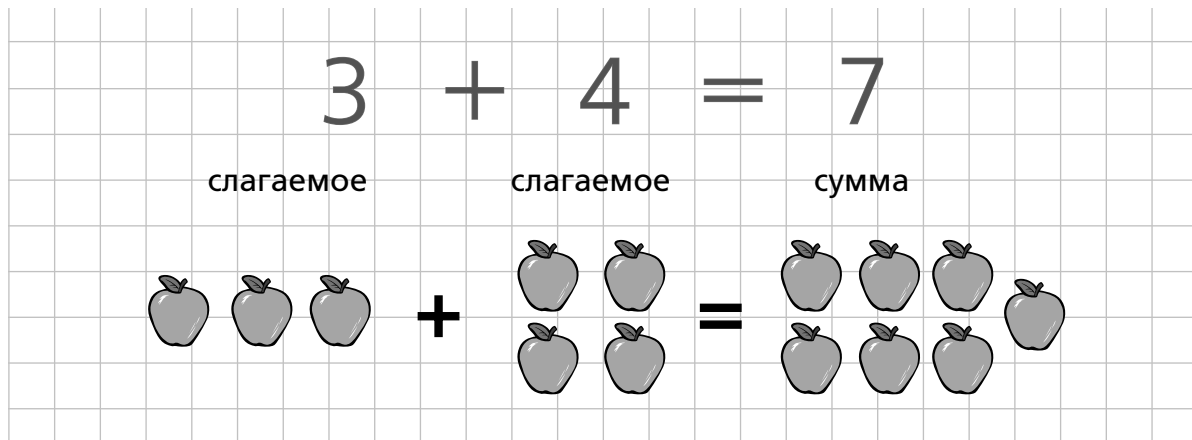 3 + 4 = 7
слагаемое слагаемое сумма
+ =